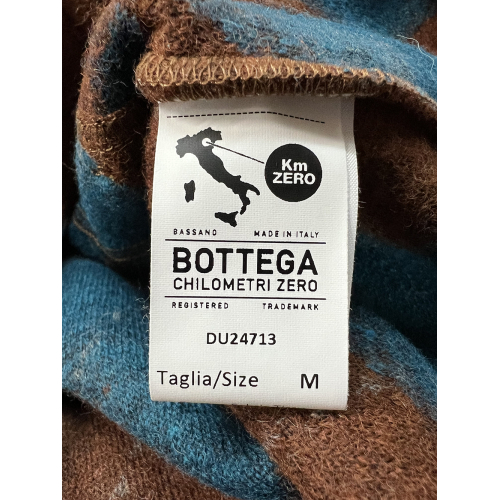 Km
ZERO
BASSANO MADE IN ITALY
BOTTEGA
CHILOMETRI ZERO
REGISTERED TRADEMARK
DU24713
Taglia/Size M